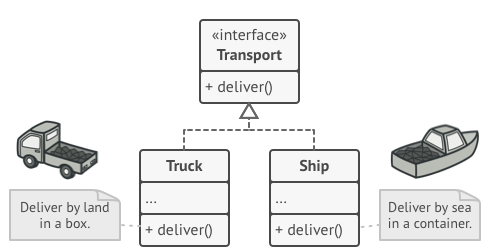 «interface»
Transport
+ deliver()
Truck
...
+ deliver()
Ship
...
+ deliver()
Deliver by land
in a box.
Deliver by sea
in a container.